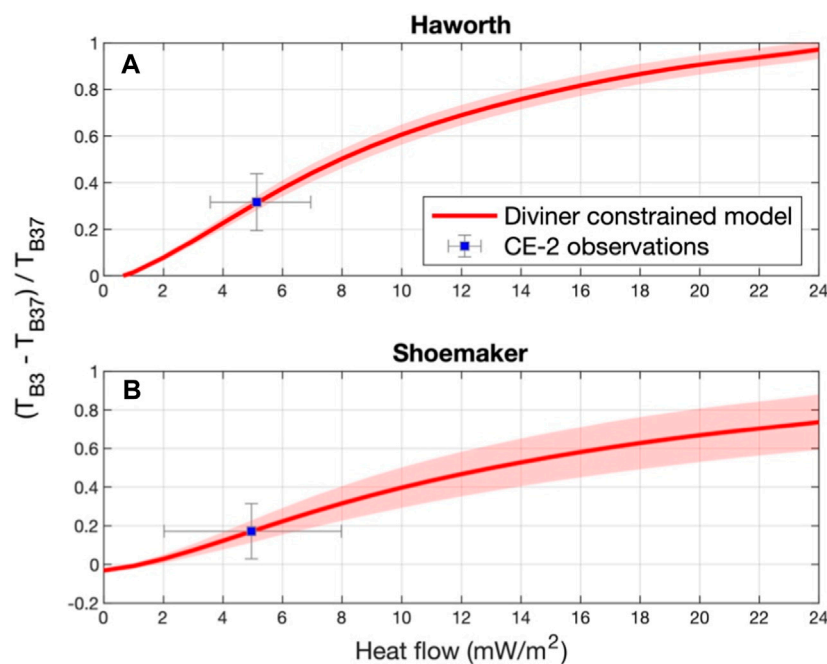 Haworth
A
1
0.8
0.6
0.4
0.2
0
Diviner constrained model
CE-2 observations
0 2 4 6 8 10 12 14 16 18 20 22 24
(T_B3 - T_B37) / T_B37
Shoemaker
B
1
0.8
0.6
0.4
0.2
0
-0.2
0 2 4 6 8 10 12 14 16 18 20 22 24
Heat flow (mW/m²)